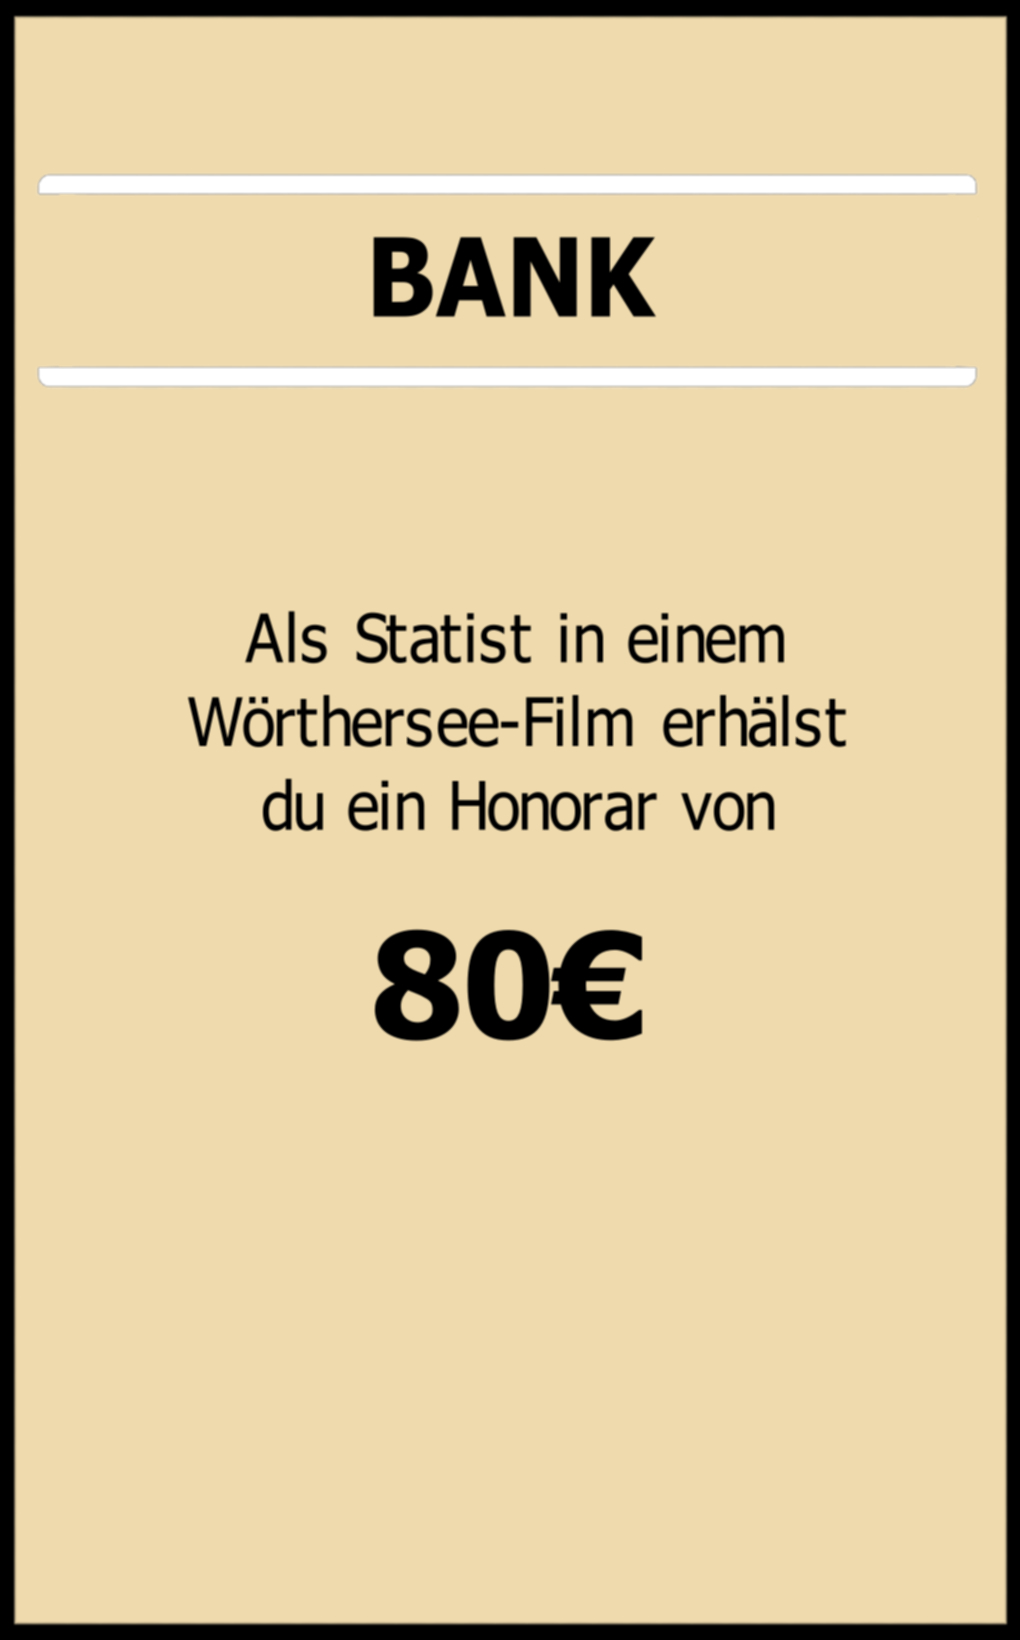 BANK
Als Statist in einem
Wörthersee-Film erhälst
du ein Honorar von
80€